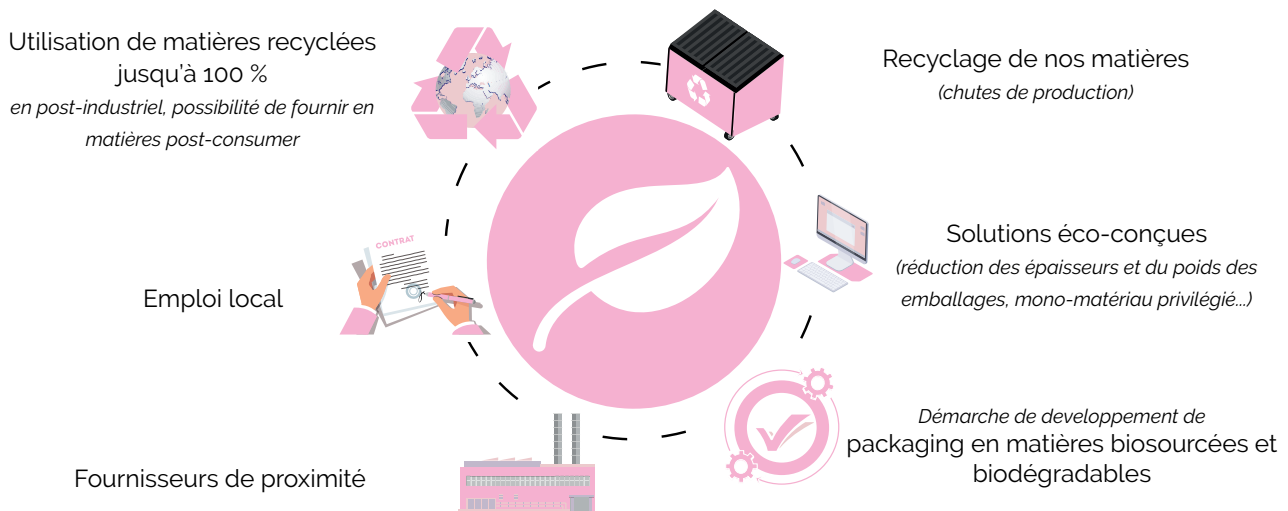 Utilisation de matières recyclées
jusqu'à 100 %
en post-industriel, possibilité de fournir en
matières post-consumer
Recyclage de nos matières
(chutes de production)
CONTRAT
Emploi local
Solutions éco-conçues
(réduction des épaisseurs et du poids des
emballages, mono-matériau privilégié...)
Fournisseurs de proximité
Démarche de developpement de
packaging en matières biosourcées et
biodégradables